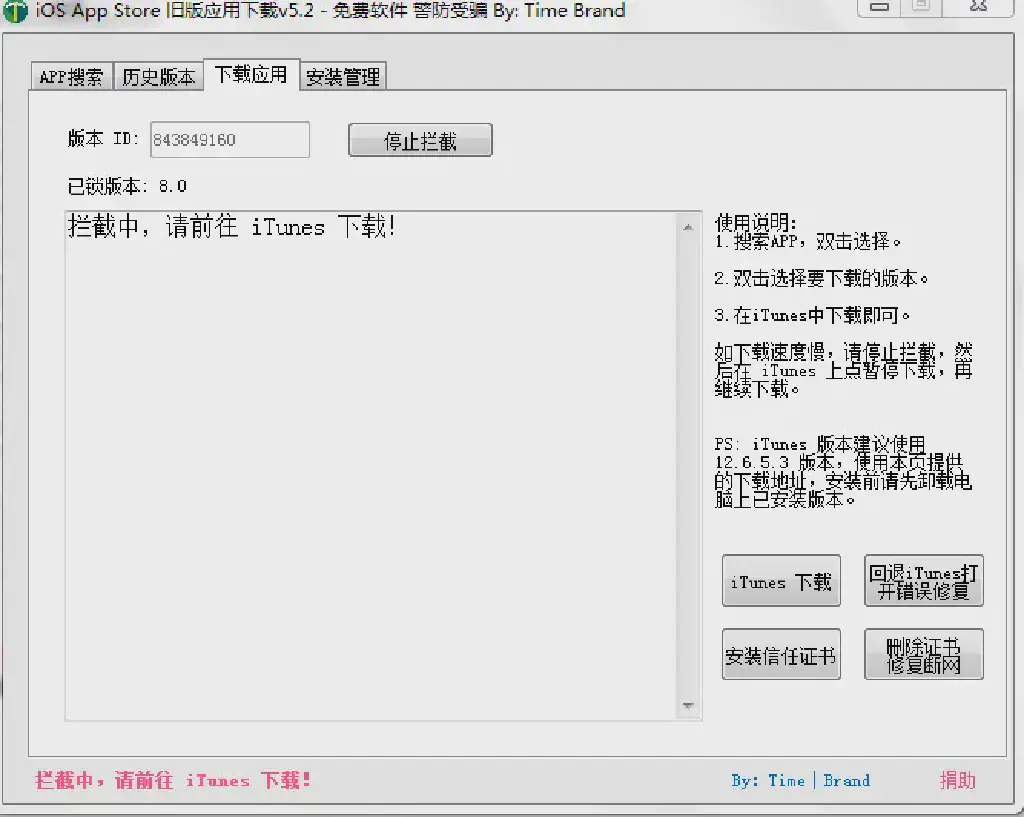 iOS App Store 旧版应用下载v5.2 - 免费软件 警防受骗 By: Time Brand
APP搜索 历史版本 下载应用 安装管理
版本 ID: 843849160 停止拦截
已锁版本: 8.0
拦截中，请前往 iTunes 下载!
使用说明:
1.搜索APP，双击选择。
2.双击选择要下载的版本。
3.在iTunes中下载即可。
如下载速度慢，请停止拦截，然
后在 iTunes 上点暂停下载，再
继续下载。
PS: iTunes 版本建议使用
12.6.5.3 版本，使用本页提供
的下载地址，安装前请先卸载电
脑上已安装版本。
iTunes 下载
回退iTunes打
开错误修复
安装信任证书
删除证书
修复断网
拦截中，请前往 iTunes 下载!
By: Time|Brand
捐助